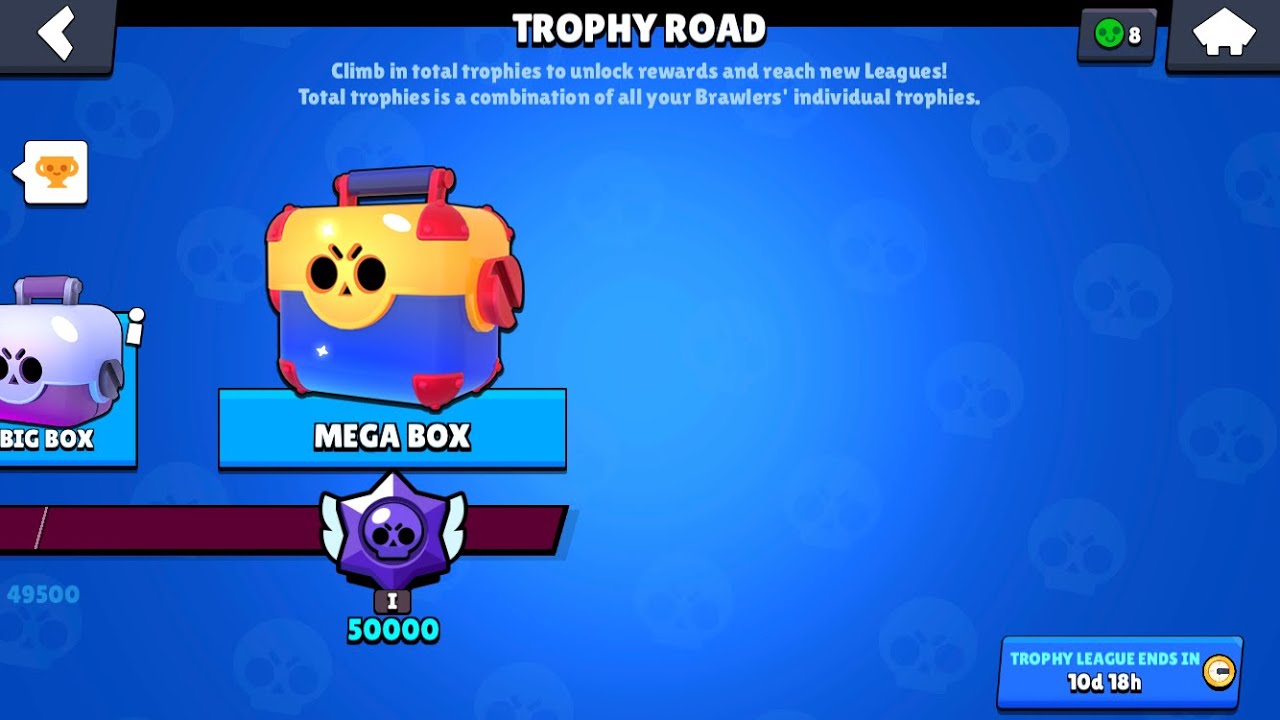 TROPHY ROAD
8
Climb in total trophies to unlock rewards and reach new Leagues!
Total trophies is a combination of all your Brawlers' individual trophies.
BIG BOX
MEGA BOX
I
49500
50000
TROPHY LEAGUE ENDS IN
10d 18h